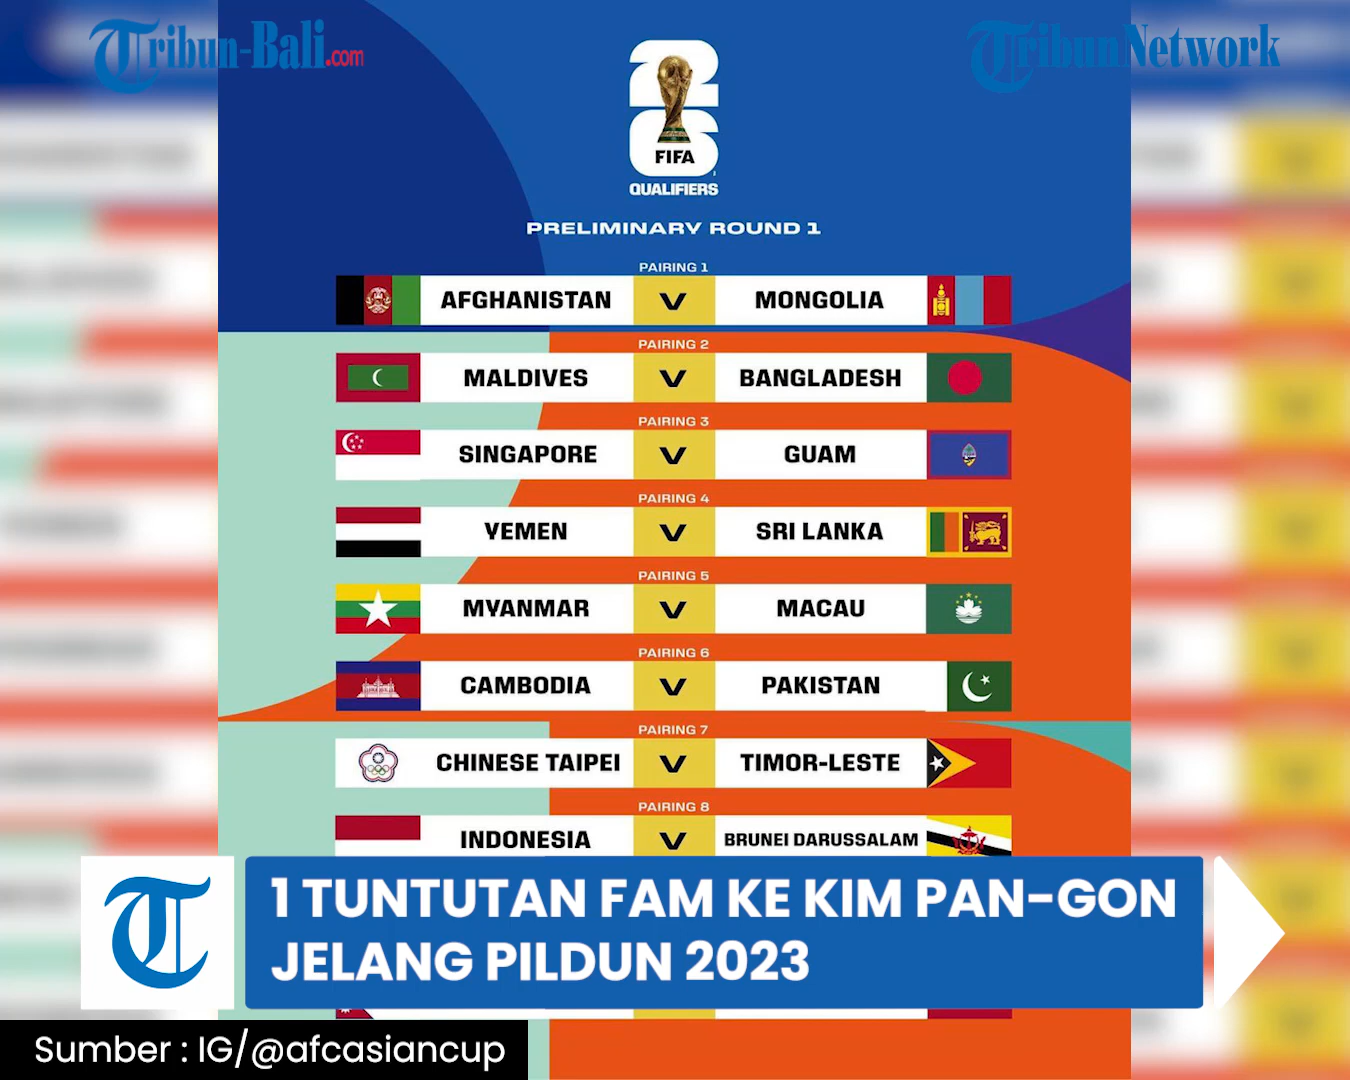 Tribun-Bali.com
TribunNetwork
26
FIFA
QUALIFIERS
PRELIMINARY ROUND 1
PAIRING 1
AFGHANISTAN V MONGOLIA
PAIRING 2
MALDIVES V BANGLADESH
PAIRING 3
SINGAPORE V GUAM
PAIRING 4
YEMEN V SRI LANKA
PAIRING 5
MYANMAR V MACAU
PAIRING 6
CAMBODIA V PAKISTAN
PAIRING 7
CHINESE TAIPEI V TIMOR-LESTE
PAIRING 8
INDONESIA V BRUNEI DARUSSALAM
T
1 TUNTUTAN FAM KE KIM PAN-GON
JELANG PILDUN 2023
Sumber : IG/@afcasiancup